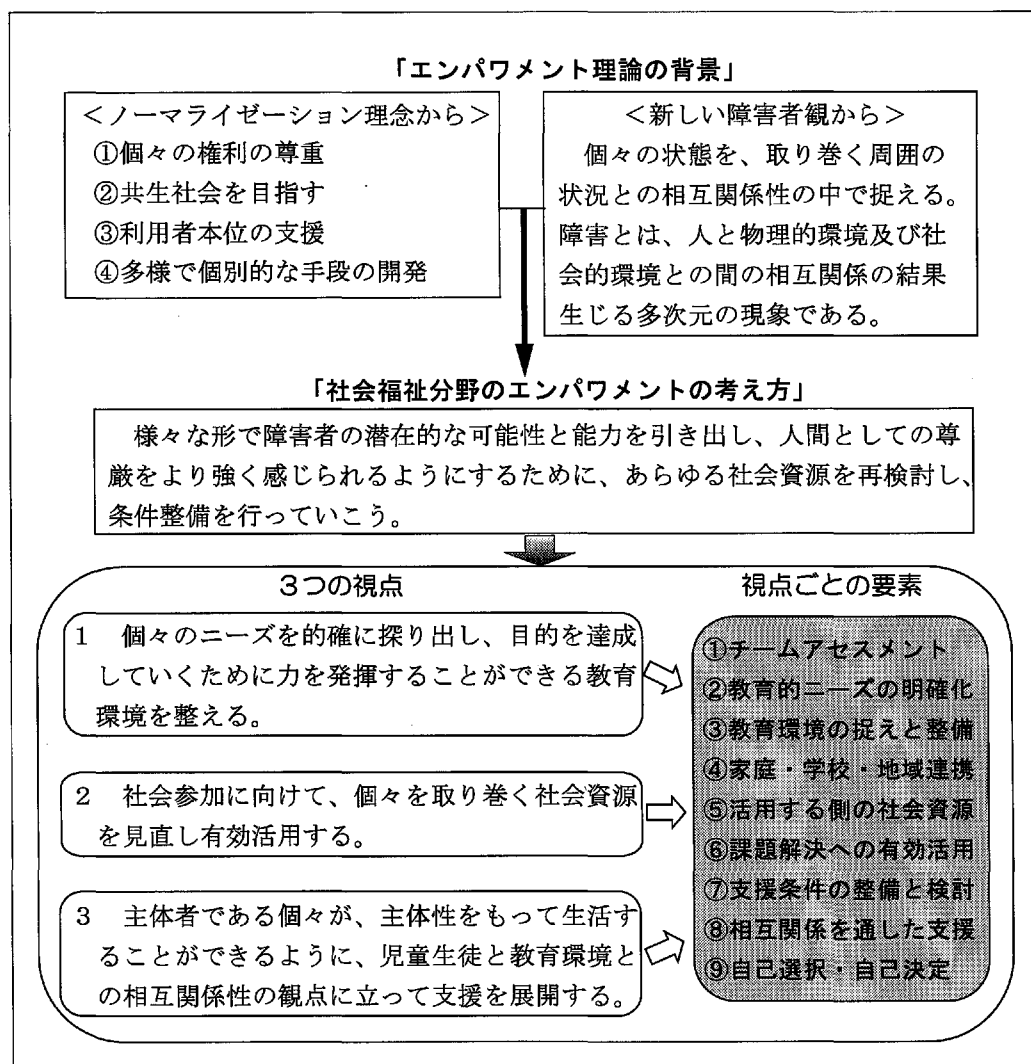 「エンパワメント理論の背景」
＜ノーマライゼーション理念から＞
①個々の権利の尊重
②共生社会を目指す
③利用者本位の支援
④多様で個別的な手段の開発
＜新しい障害者観から＞
個々の状態を、取り巻く周囲の
状況との相互関係性の中で捉える。
障害とは、人と物理的環境及び社
会的環境との間の相互関係の結果
生じる多次元の現象である。
「社会福祉分野のエンパワメントの考え方」
様々な形で障害者の潜在的な可能性と能力を引き出し、人間としての尊
厳をより強く感じられるようにするために、あらゆる社会資源を再検討し、
条件整備を行っていこう。
3つの視点
1　個々のニーズを的確に探り出し、目的を達成
していくために力を発揮することができる教育
環境を整える。
2　社会参加に向けて、個々を取り巻く社会資源
を見直し有効活用する。
3　主体者である個々が、主体性をもって生活す
ることができるように、児童生徒と教育環境と
の相互関係性の観点に立って支援を展開する。
視点ごとの要素
①チームアセスメント
②教育的ニーズの明確化
③教育環境の捉えと整備
④家庭・学校・地域連携
⑤活用する側の社会資源
⑥課題解決への有効活用
⑦支援条件の整備と検討
⑧相互関係を通した支援
⑨自己選択・自己決定